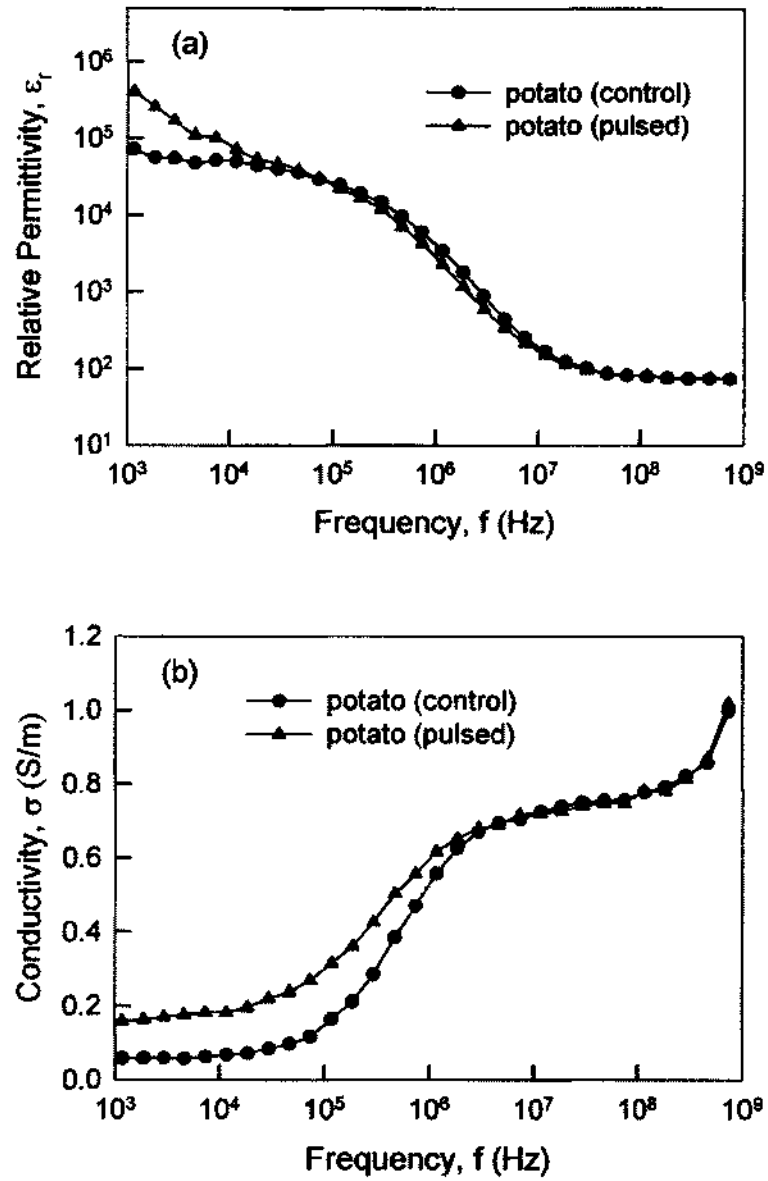 (a)
potato (control)
potato (pulsed)
Relative Permittivity, εr
10⁶
10⁵
10⁴
10³
10²
10¹
10³ 10⁴ 10⁵ 10⁶ 10⁷ 10⁸ 10⁹
Frequency, f (Hz)
(b)
potato (control)
potato (pulsed)
Conductivity, σ (S/m)
1.2
1.0
0.8
0.6
0.4
0.2
0.0
10³ 10⁴ 10⁵ 10⁶ 10⁷ 10⁸ 10⁹
Frequency, f (Hz)